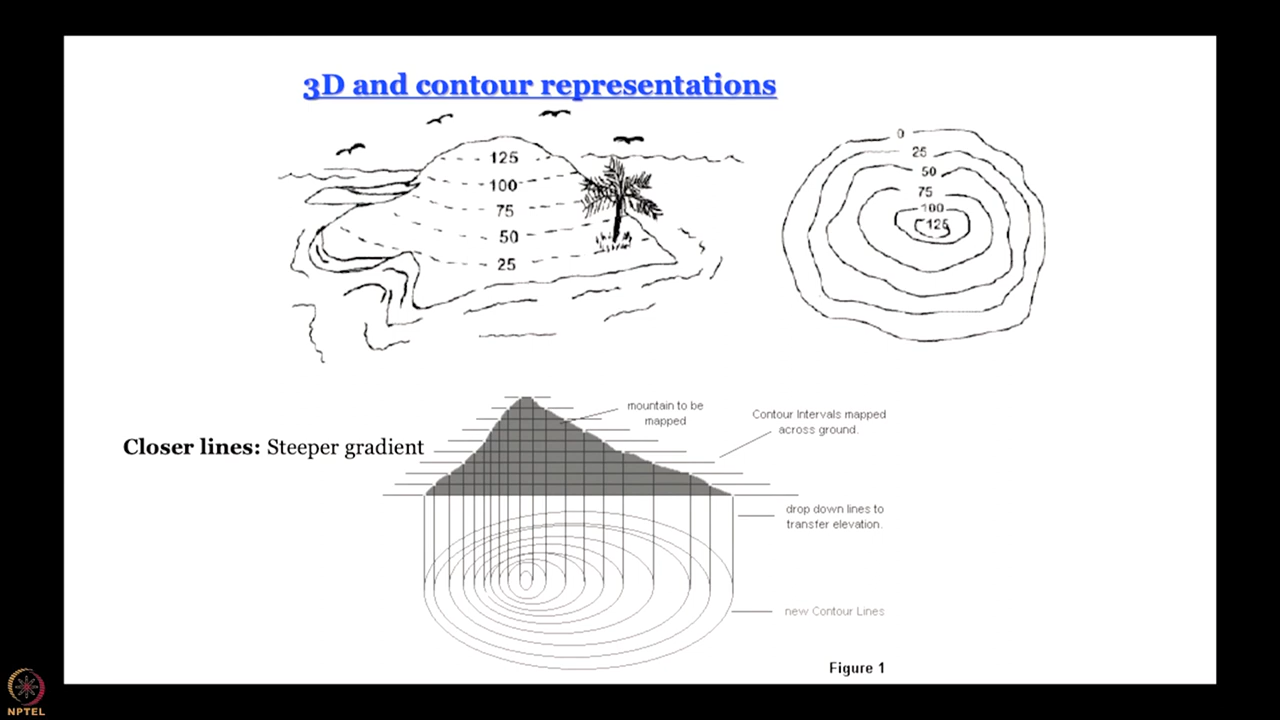 3D and contour representations
125
100
75
50
25
0
25
50
75
100
125
Closer lines: Steeper gradient
mountain to be
mapped
Contour Intervals mapped
across ground.
drop down lines to
transfer elevation.
new Contour Lines
Figure 1
NPTEL